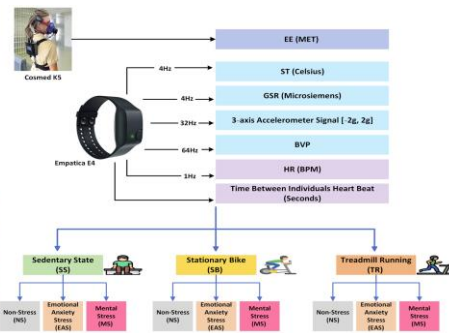 EE (MET)
Cosmed K5
4Hz
ST (Celsius)
4Hz
GSR (Microsiemens)
32Hz
3-axis Accelerometer Signal [-2g, 2g]
64Hz
BVP
Empatica E4
1Hz
HR (BPM)
Time Between Individuals Heart Beat
(Seconds)
Sedentary State
(SS)
Stationary Bike
(SB)
Treadmill Running
(TR)
Non-Stress
(NS)
Emotional
Anxiety
Stress
(EAS)
Mental
Stress
(MS)
Non-Stress
(NS)
Emotional
Anxiety
Stress
(EAS)
Mental
Stress
(MS)
Non-Stress
(NS)
Emotional
Anxiety
Stress
(EAS)
Mental
Stress
(MS)